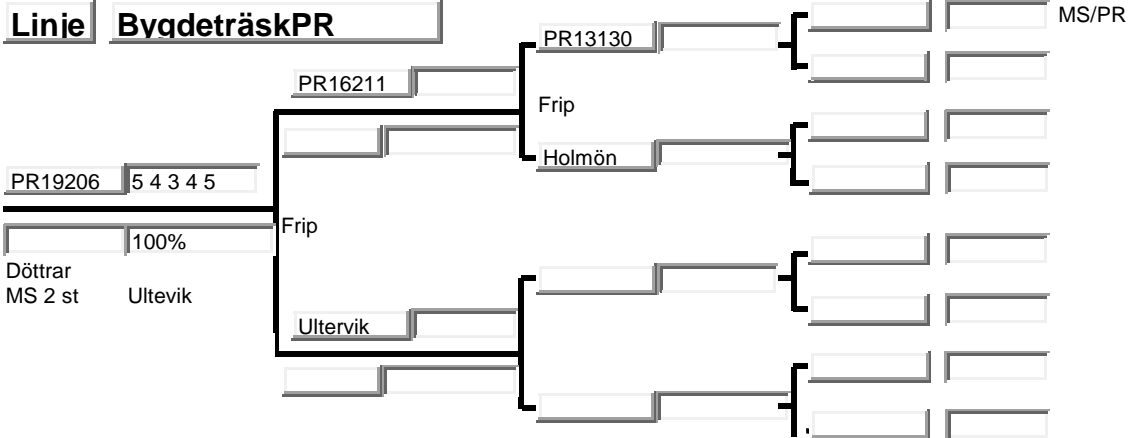 Linje BygdeträskPR
MS/PR
PR13130
PR16211
Frip
Holmön
PR19206 5 4 3 4 5
Frip
100%
Döttrar
MS 2 st Ultevik
Ultervik